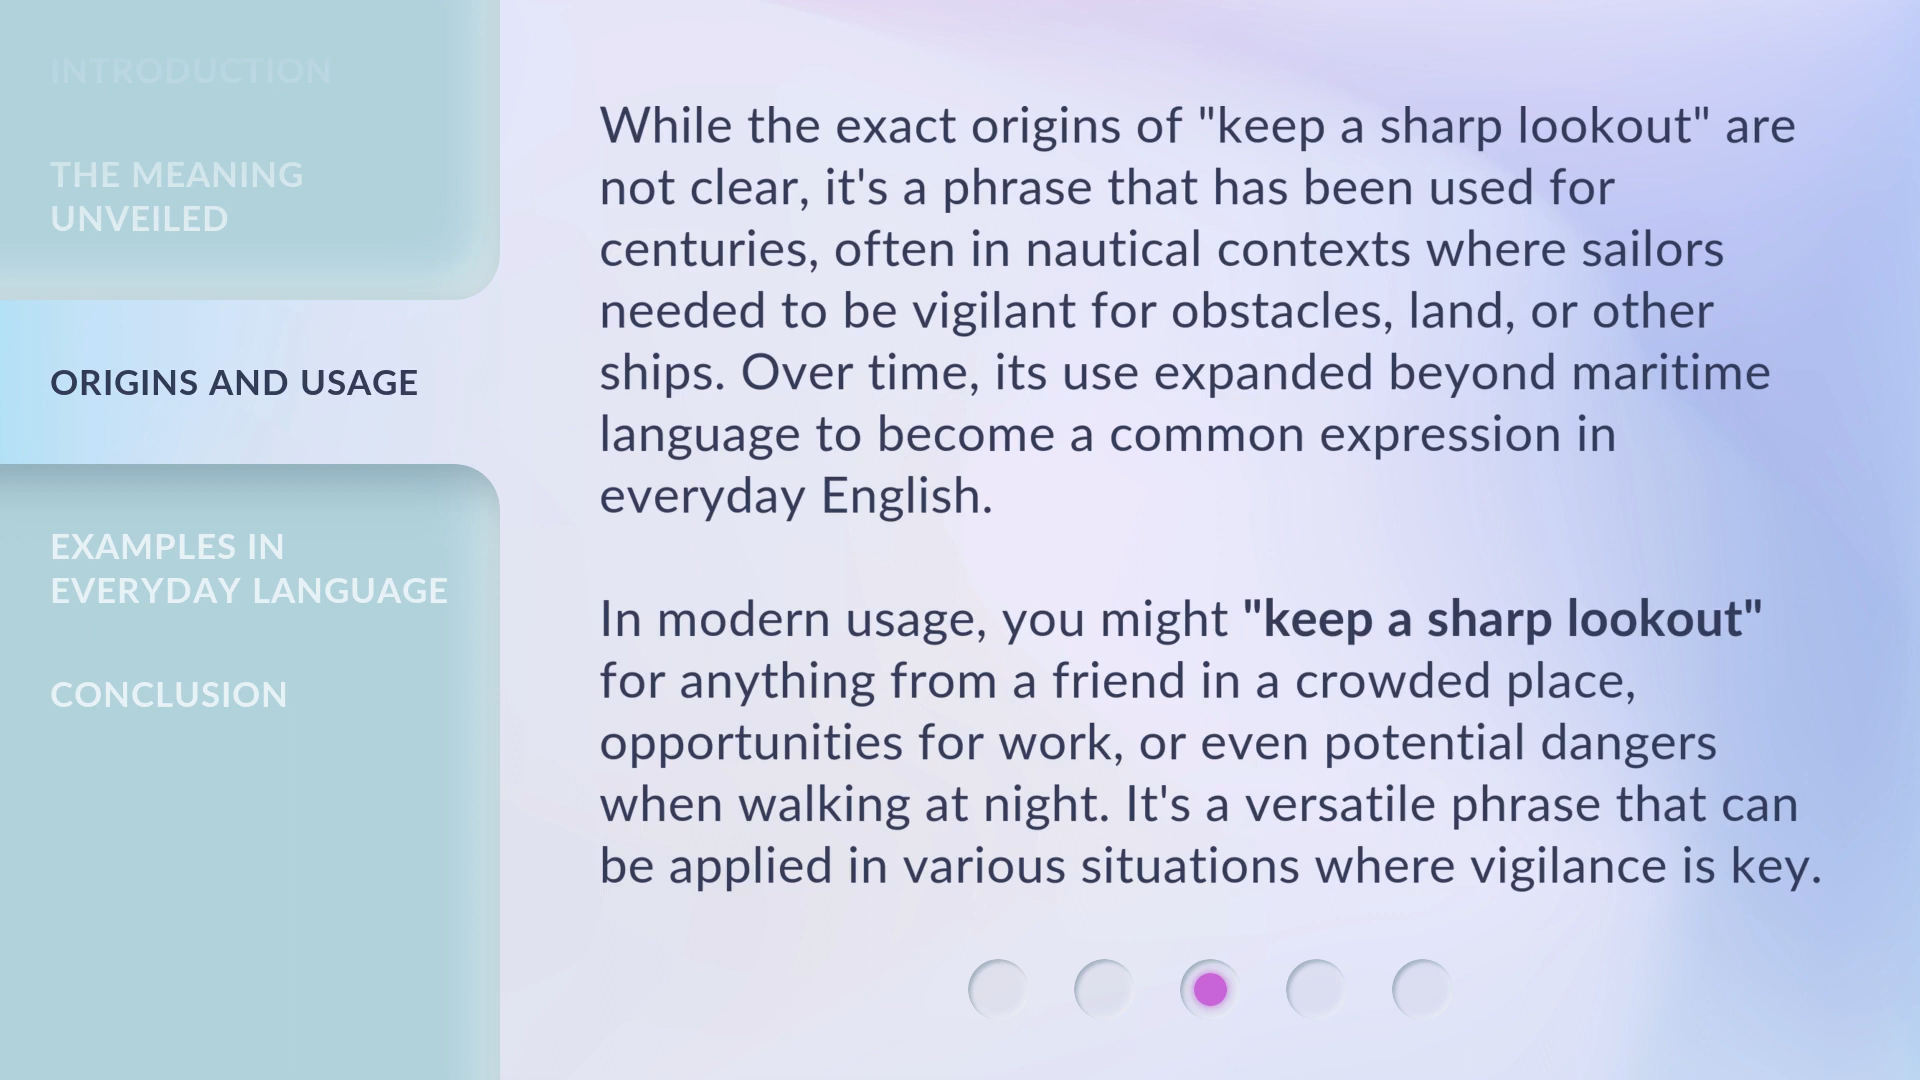 INTRODUCTION
THE MEANING
UNVEILED
ORIGINS AND USAGE
EXAMPLES IN
EVERYDAY LANGUAGE
CONCLUSION
While the exact origins of "keep a sharp lookout" are
not clear, it's a phrase that has been used for
centuries, often in nautical contexts where sailors
needed to be vigilant for obstacles, land, or other
ships. Over time, its use expanded beyond maritime
language to become a common expression in
everyday English.
In modern usage, you might "keep a sharp lookout"
for anything from a friend in a crowded place,
opportunities for work, or even potential dangers
when walking at night. It's a versatile phrase that can
be applied in various situations where vigilance is key.